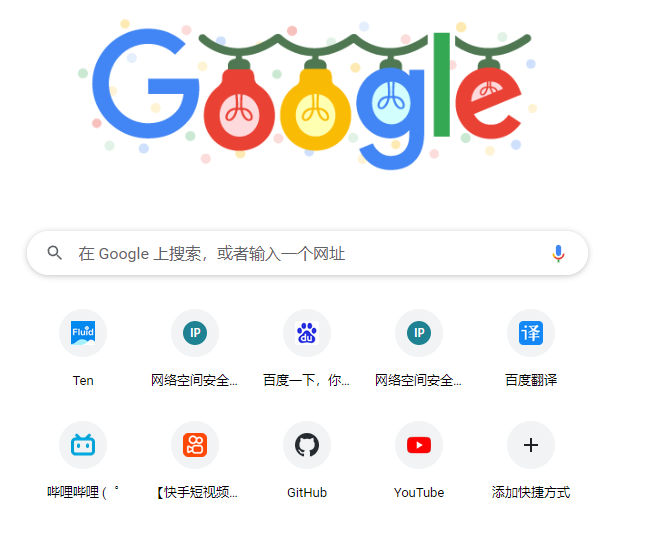 Google
在 Google 上搜索，或者输入一个网址
Fluid
IP
du
IP
译
Ten
网络空间安全...
百度一下，你...
网络空间安全...
百度翻译
哔哩哔哩 ( ゜
【快手短视频...
GitHub
YouTube
添加快捷方式